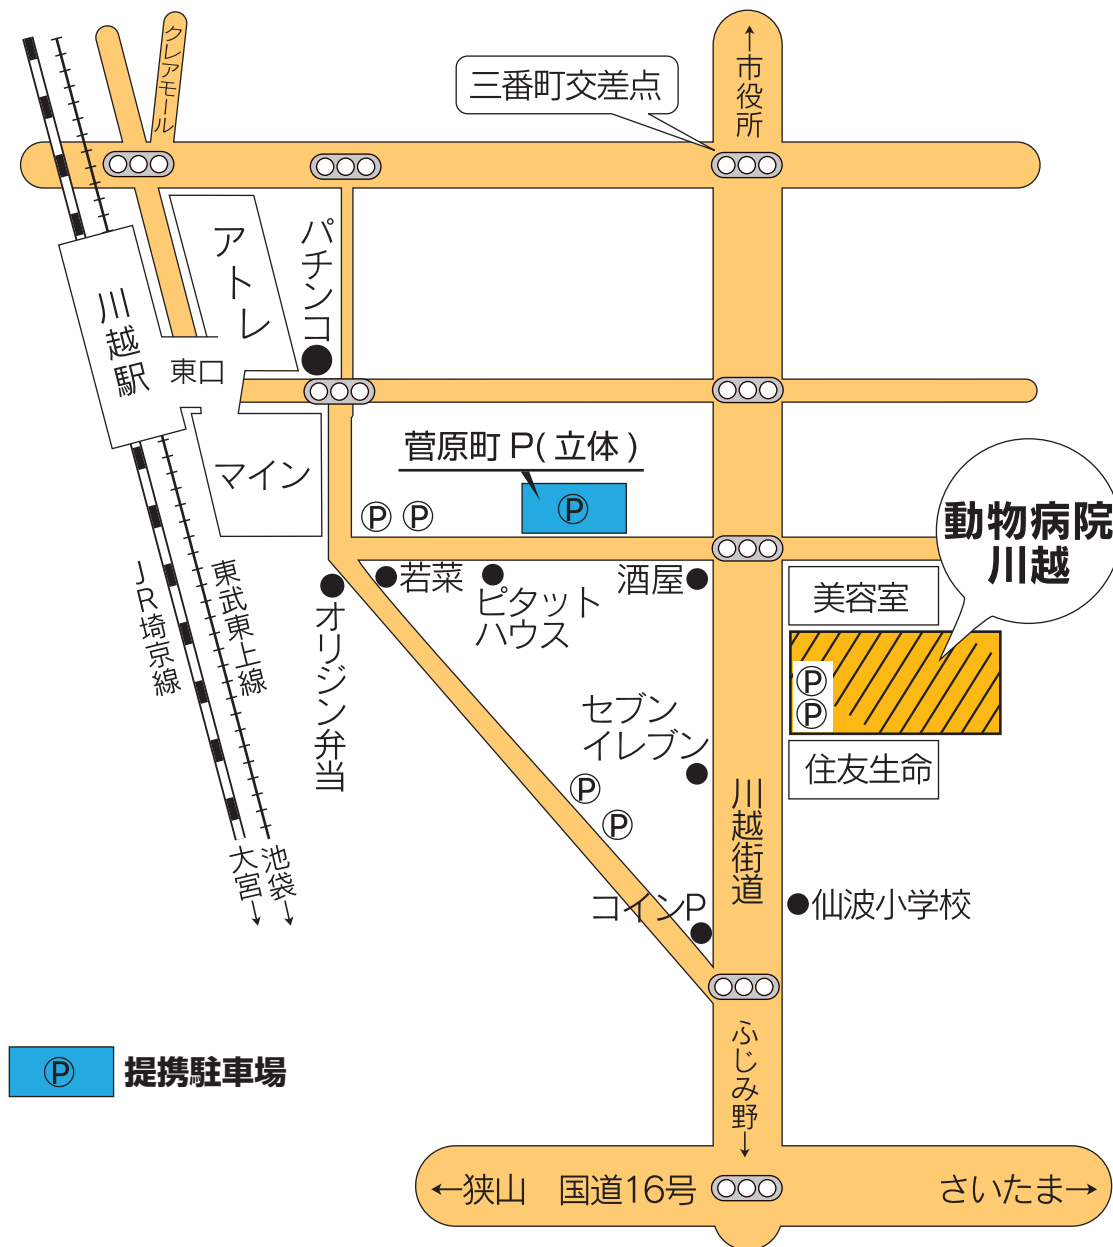 クレアモール
↑市役所
三番町交差点
アトレ
パチンコ
川越駅
東口
マイン
菅原町 P( 立体 )
P
P
P
動物病院
川越
若菜
ピタット
ハウス
酒屋
美容室
オリジン弁当
JR埼京線
東武東上線
P
P
セブン
イレブン
住友生命
P
P
川越街道
大宮→
池袋→
コインP
仙波小学校
ふじみ野→
P
提携駐車場
←狭山
国道16号
さいたま→